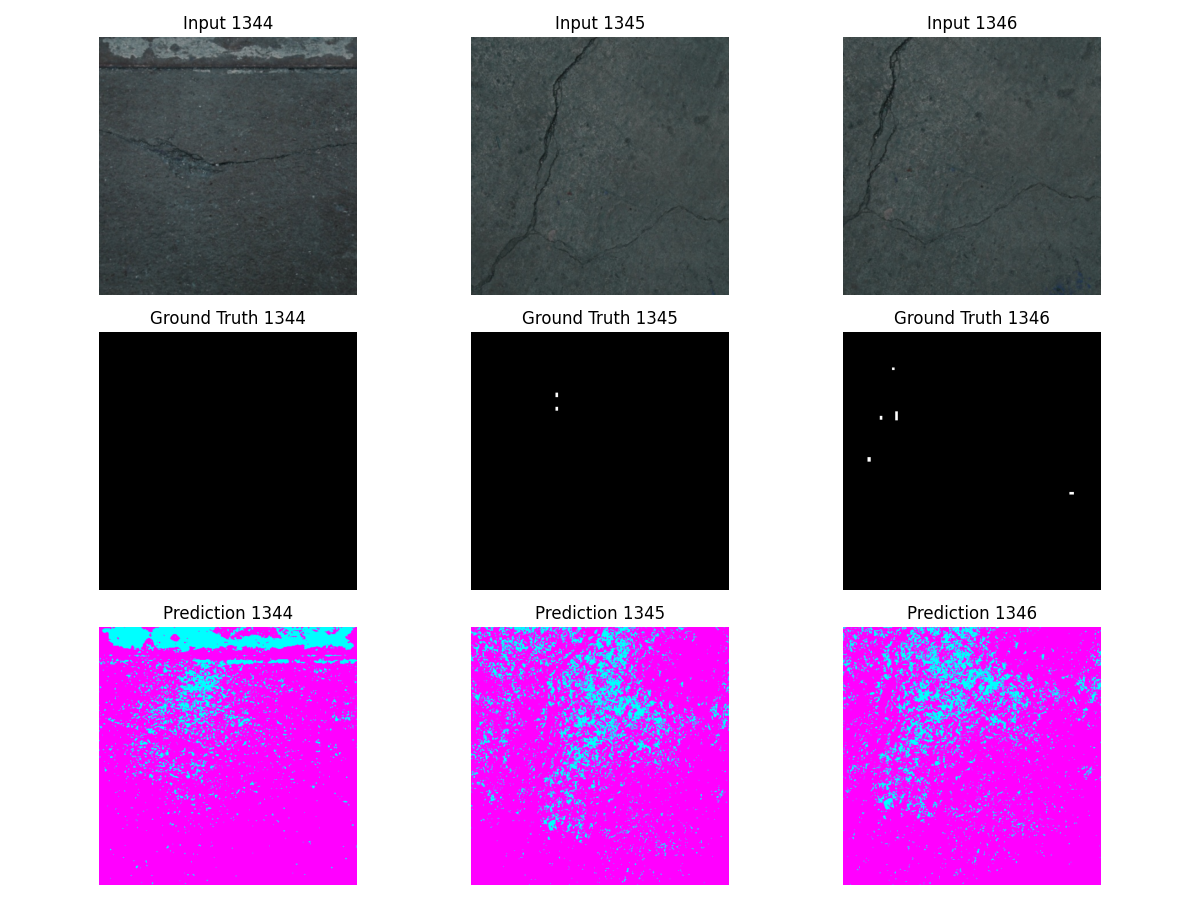 Input 1344
Input 1345
Input 1346
Ground Truth 1344
Ground Truth 1345
Ground Truth 1346
Prediction 1344
Prediction 1345
Prediction 1346